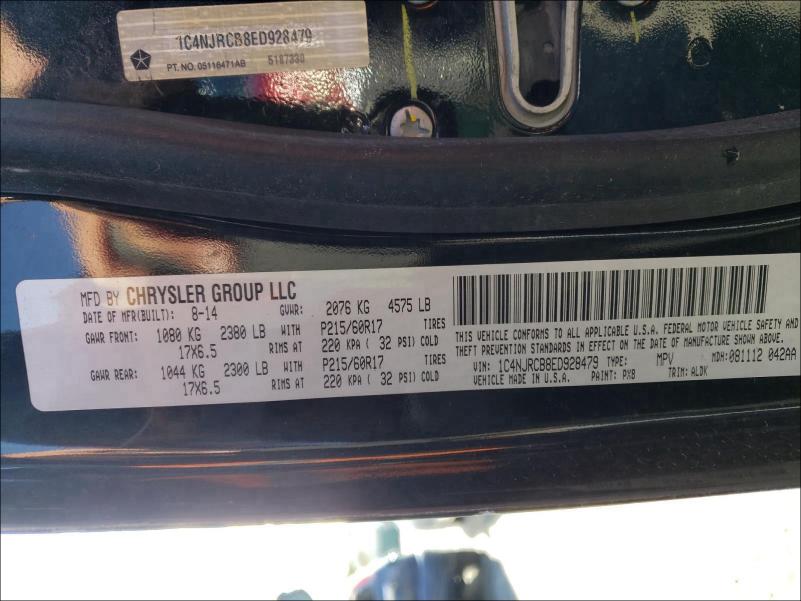 1C4NJRCB8ED928479
PT. NO. 05116471AB 5187330
MFD BY CHRYSLER GROUP LLC
DATE OF MFR(BUILT): 8-14 GVWR: 2076 KG 4575 LB
GAWR FRONT: 1080 KG 2380 LB WITH P215/60R17 TIRES
17X6.5 RIMS AT 220 KPA ( 32 PSI) COLD
GAWR REAR: 1044 KG 2300 LB WITH P215/60R17 TIRES
17X6.5 RIMS AT 220 KPA ( 32 PSI) COLD
THIS VEHICLE CONFORMS TO ALL APPLICABLE U.S.A. FEDERAL MOTOR VEHICLE SAFETY AND
THEFT PREVENTION STANDARDS IN EFFECT ON THE DATE OF MANUFACTURE SHOWN ABOVE.
VIN: 1C4NJRCB8ED928479 TYPE: MPV MDH: 081112 042AA
VEHICLE MADE IN U.S.A. PAINT: PXB TRIM: ALDK